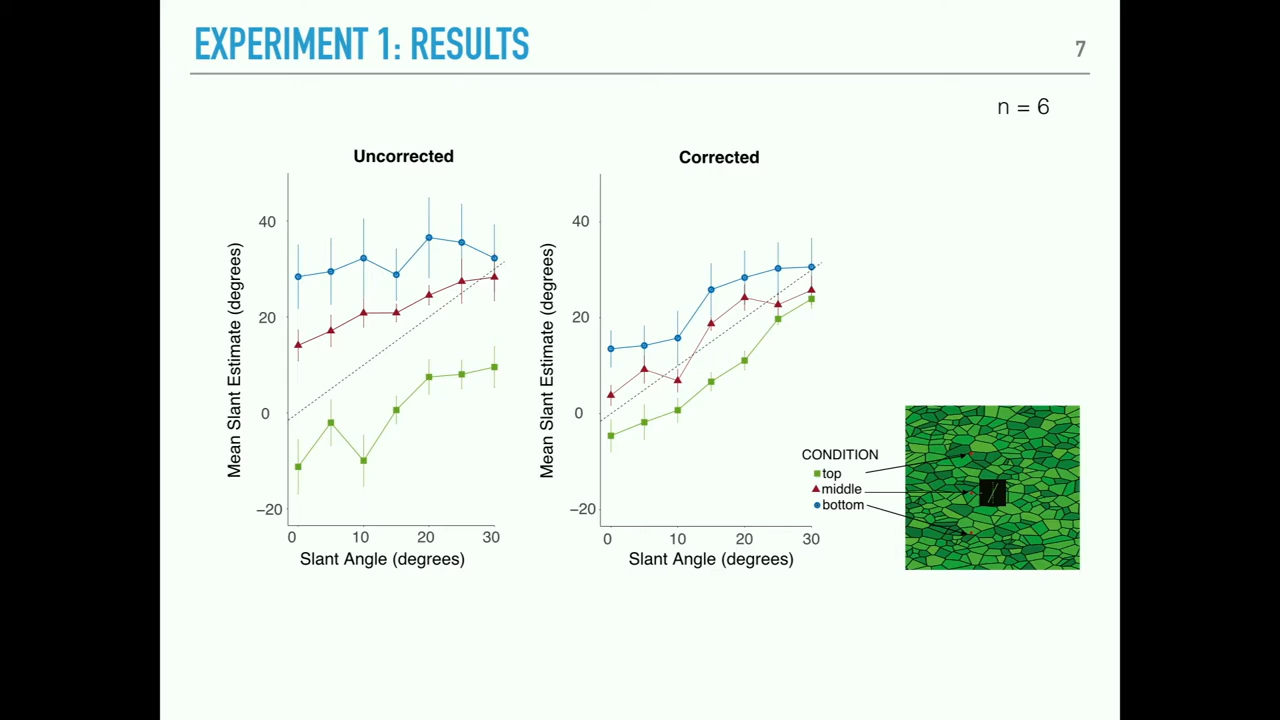 EXPERIMENT 1: RESULTS
7
n = 6
Uncorrected
Mean Slant Estimate (degrees)
40
20
0
−20
0 10 20 30
Slant Angle (degrees)
Corrected
Mean Slant Estimate (degrees)
40
20
0
−20
0 10 20 30
Slant Angle (degrees)
CONDITION
top
middle
bottom